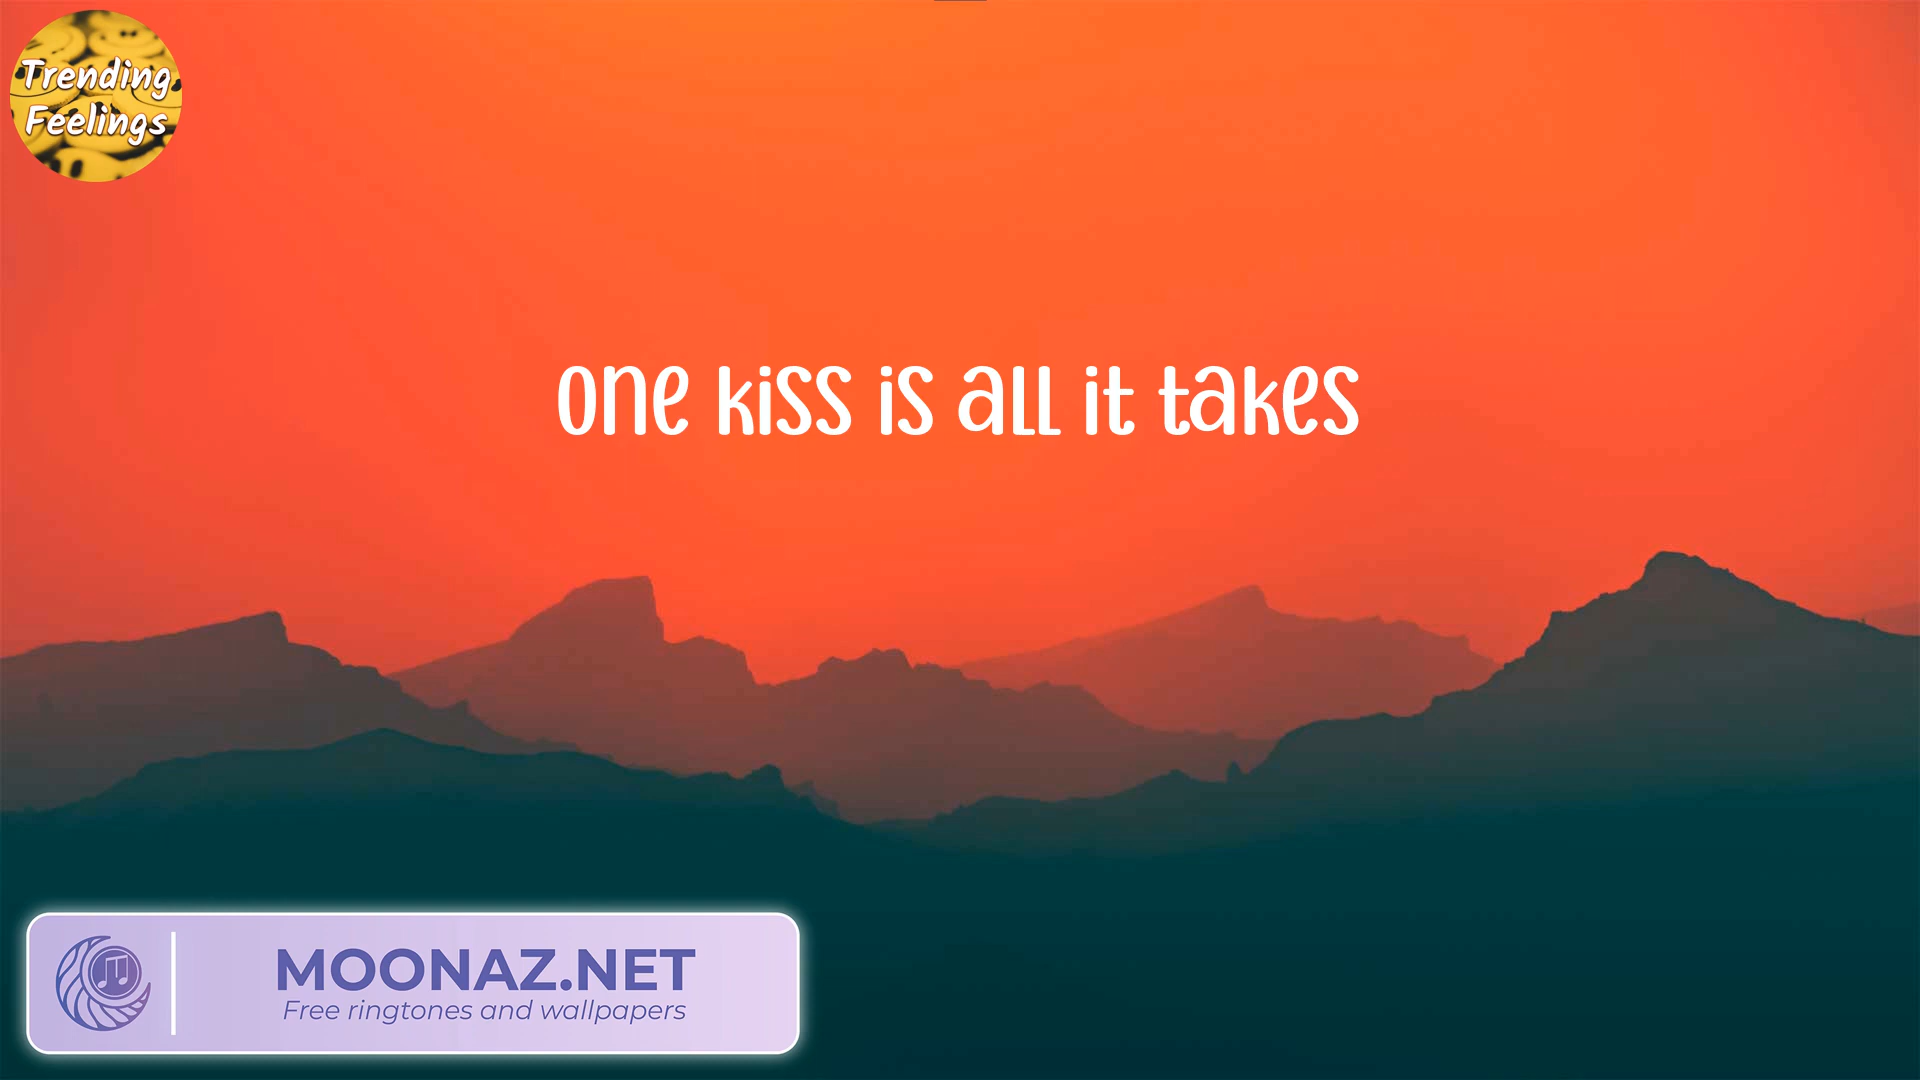 Trending
Feelings
one kiss is all it takes
MOONAZ.NET
Free ringtones and wallpapers